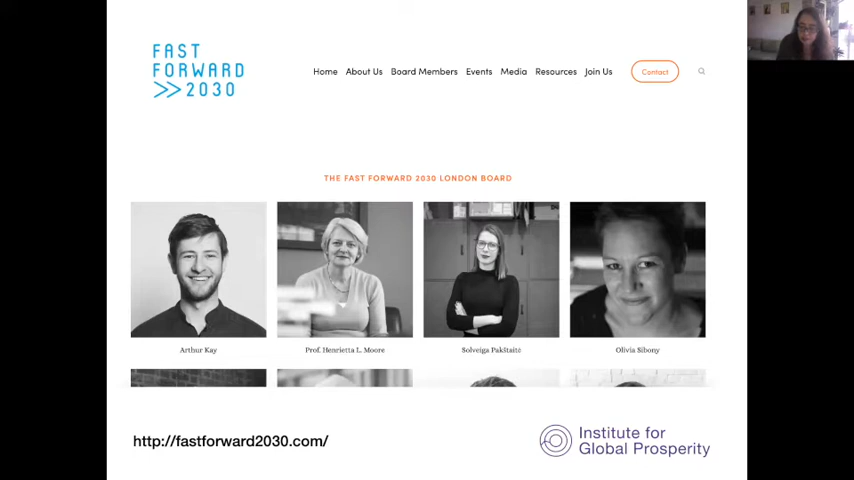 FAST
FORWARD
>>2030
Home About Us Board Members Events Media Resources Join Us Contact
THE FAST FORWARD 2030 LONDON BOARD
Arthur Kay Prof. Henrietta L. Moore Solveiga Pakštaitė Olivia Sibony
http://fastforward2030.com/
Institute for
Global Prosperity